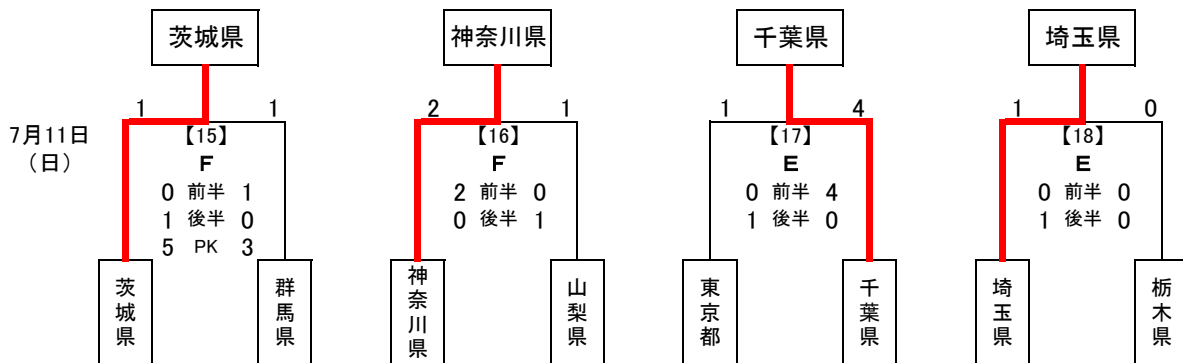 茨城県 神奈川県 千葉県 埼玉県
1 1 2 1 1 4 1 0
7月11日 【15】 【16】 【17】 【18】
（日） F F E E
0 前半 1 2 前半 0 0 前半 4 0 前半 0
1 後半 0 0 後半 1 1 後半 0 1 後半 0
5 PK 3
茨城県 群馬県 神奈川県 山梨県 東京都 千葉県 埼玉県 栃木県